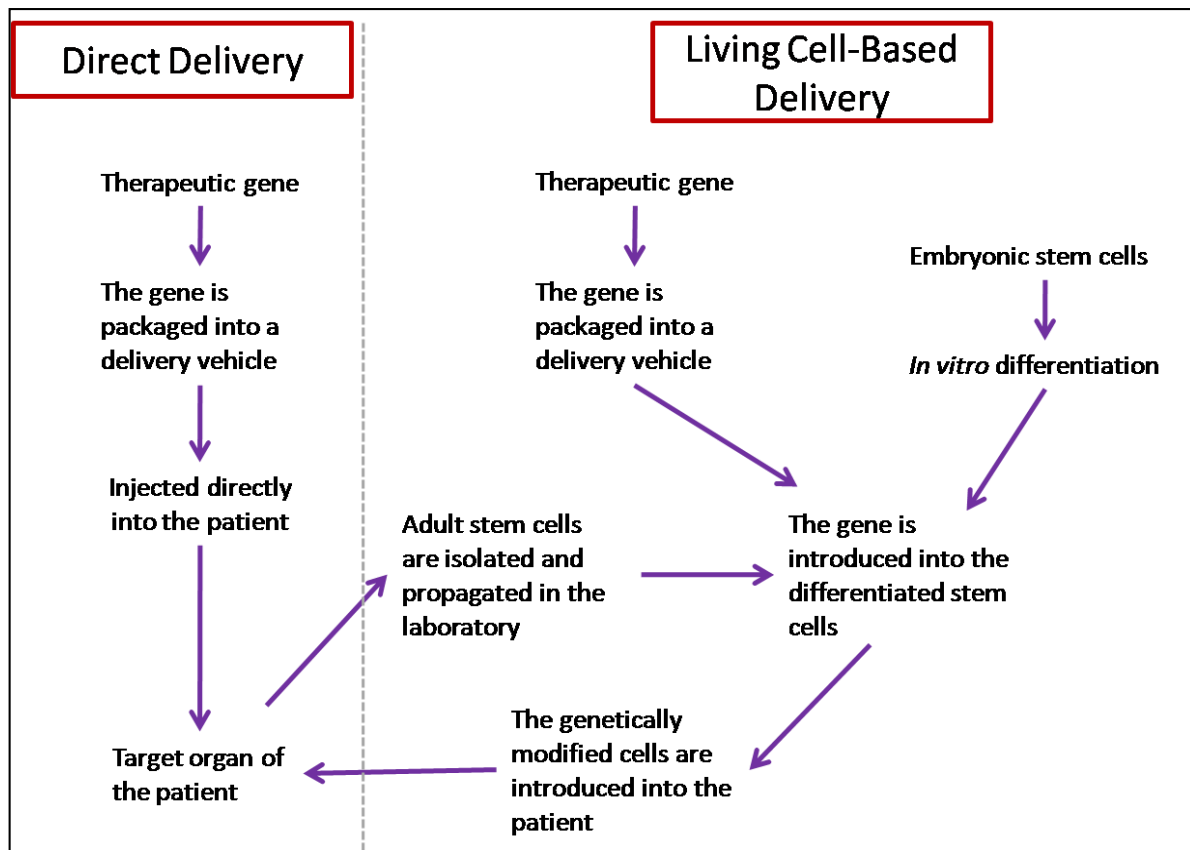 Direct Delivery
Therapeutic gene
The gene is
packaged into a
delivery vehicle
Injected directly
into the patient
Target organ of
the patient
Living Cell-Based
Delivery
Therapeutic gene
The gene is
packaged into a
delivery vehicle
Embryonic stem cells
In vitro differentiation
Adult stem cells
are isolated and
propagated in the
laboratory
The gene is
introduced into the
differentiated stem
cells
The genetically
modified cells are
introduced into the
patient